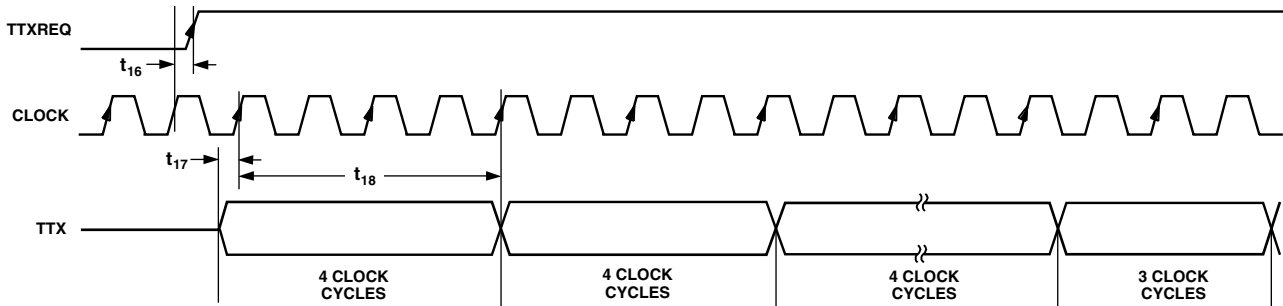 TTXREQ
t16
CLOCK
t17
t18
TTX
4 CLOCK
CYCLES
4 CLOCK
CYCLES
4 CLOCK
CYCLES
3 CLOCK
CYCLES